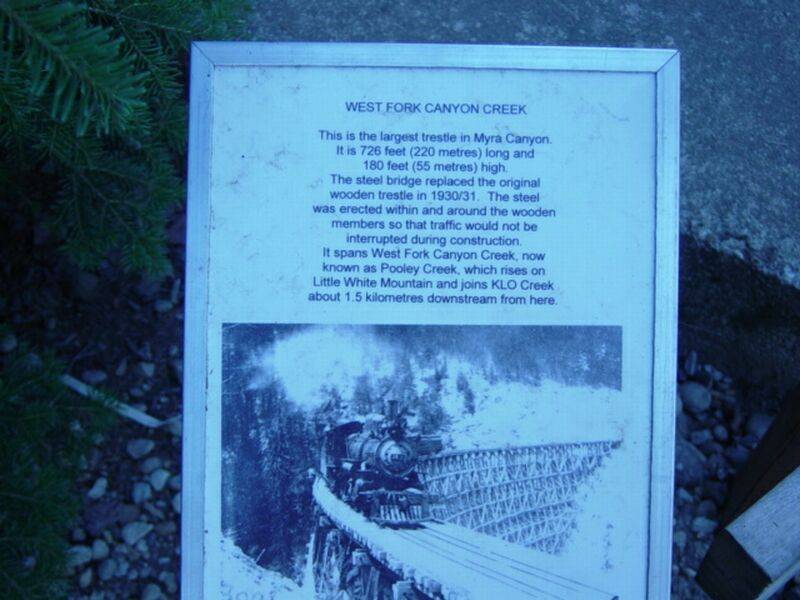 WEST FORK CANYON CREEK
This is the largest trestle in Myra Canyon.
It is 726 feet (220 metres) long and
180 feet (55 metres) high.
The steel bridge replaced the original
wooden trestle in 1930/31. The steel
was erected within and around the wooden
members so that traffic would not be
interrupted during construction.
It spans West Fork Canyon Creek, now
known as Pooley Creek, which rises on
Little White Mountain and joins KLO Creek
about 1.5 kilometres downstream from here.